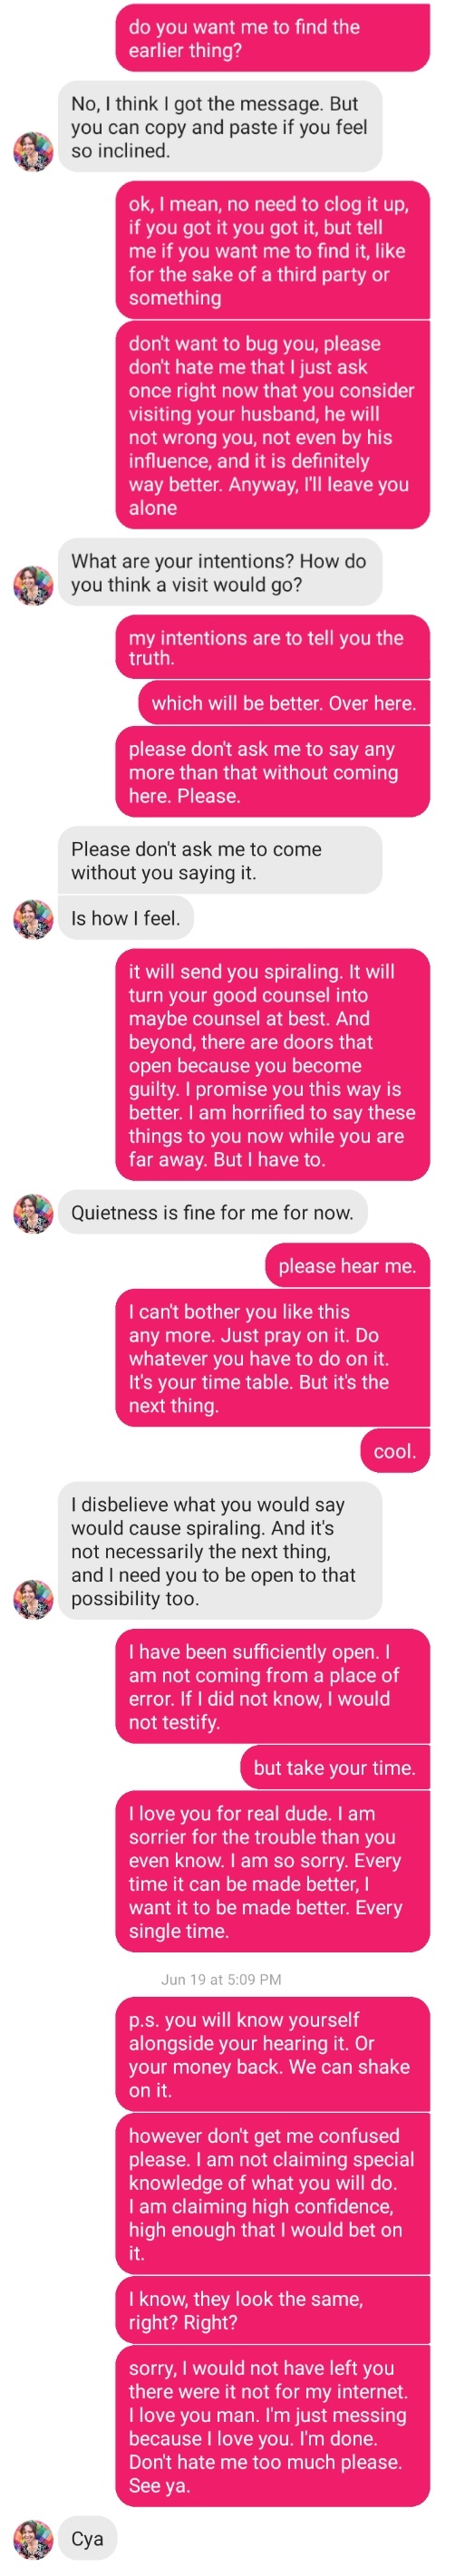 do you want me to find the
earlier thing?
No, I think I got the message. But
you can copy and paste if you feel
so inclined.
ok, I mean, no need to clog it up,
if you got it you got it, but tell
me if you want me to find it, like
for the sake of a third party or
something
don't want to bug you, please
don't hate me that I just ask
once right now that you consider
visiting your husband, he will
not wrong you, not even by his
influence, and it is definitely
way better. Anyway, I'll leave you
alone
What are your intentions? How do
you think a visit would go?
my intentions are to tell you the
truth.
which will be better. Over here.
please don't ask me to say any
more than that without coming
here. Please.
Please don't ask me to come
without you saying it.
Is how I feel.
it will send you spiraling. It will
turn your good counsel into
maybe counsel at best. And
beyond, there are doors that
open because you become
guilty. I promise you this way is
better. I am horrified to say these
things to you now while you are
far away. But I have to.
Quietness is fine for me for now.
please hear me.
I can't bother you like this
any more. Just pray on it. Do
whatever you have to do on it.
It's your time table. But it's the
next thing.
cool.
I disbelieve what you would say
would cause spiraling. And it's
not necessarily the next thing,
and I need you to be open to that
possibility too.
I have been sufficiently open. I
am not coming from a place of
error. If I did not know, I would
not testify.
but take your time.
I love you for real dude. I am
sorrier for the trouble than you
even know. I am so sorry. Every
time it can be made better, I
want it to be made better. Every
single time.
Jun 19 at 5:09 PM
p.s. you will know yourself
alongside your hearing it. Or
your money back. We can shake
on it.
however don't get me confused
please. I am not claiming special
knowledge of what you will do.
I am claiming high confidence,
high enough that I would bet on
it.
I know, they look the same,
right? Right?
sorry, I would not have left you
there were it not for my internet.
I love you man. I'm just messing
because I love you. I'm done.
Don't hate me too much please.
See ya.
Cya